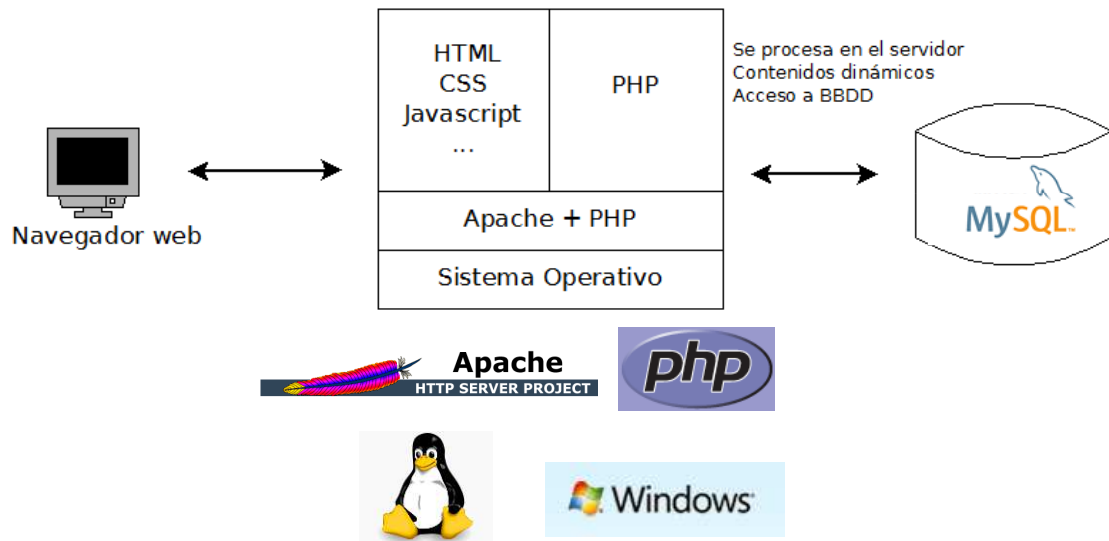 HTML
CSS
Javascript
...
PHP
Se procesa en el servidor
Contenidos dinámicos
Acceso a BBDD
Navegador web
MySQL™
Apache + PHP
Sistema Operativo
Apache
HTTP SERVER PROJECT
php
Windows